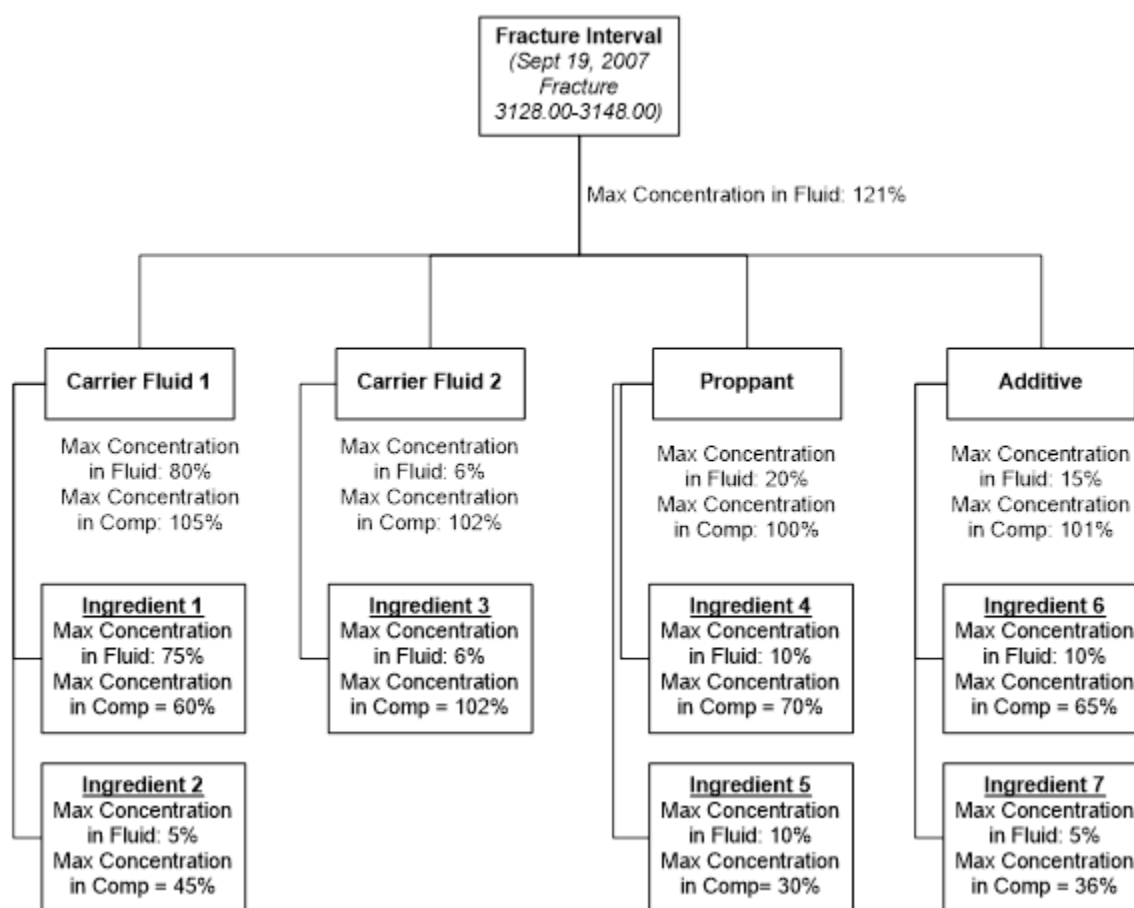 Fracture Interval
(Sept 19, 2007
Fracture
3128.00-3148.00)
Max Concentration in Fluid: 121%
Carrier Fluid 1
Max Concentration
in Fluid: 80%
Max Concentration
in Comp: 105%
Ingredient 1
Max Concentration
in Fluid: 75%
Max Concentration
in Comp = 60%
Ingredient 2
Max Concentration
in Fluid: 5%
Max Concentration
in Comp = 45%
Carrier Fluid 2
Max Concentration
in Fluid: 6%
Max Concentration
in Comp: 102%
Ingredient 3
Max Concentration
in Fluid: 6%
Max Concentration
in Comp = 102%
Proppant
Max Concentration
in Fluid: 20%
Max Concentration
in Comp: 100%
Ingredient 4
Max Concentration
in Fluid: 10%
Max Concentration
in Comp = 70%
Ingredient 5
Max Concentration
in Fluid: 10%
Max Concentration
in Comp= 30%
Additive
Max Concentration
in Fluid: 15%
Max Concentration
in Comp: 101%
Ingredient 6
Max Concentration
in Fluid: 10%
Max Concentration
in Comp = 65%
Ingredient 7
Max Concentration
in Fluid: 5%
Max Concentration
in Comp = 36%